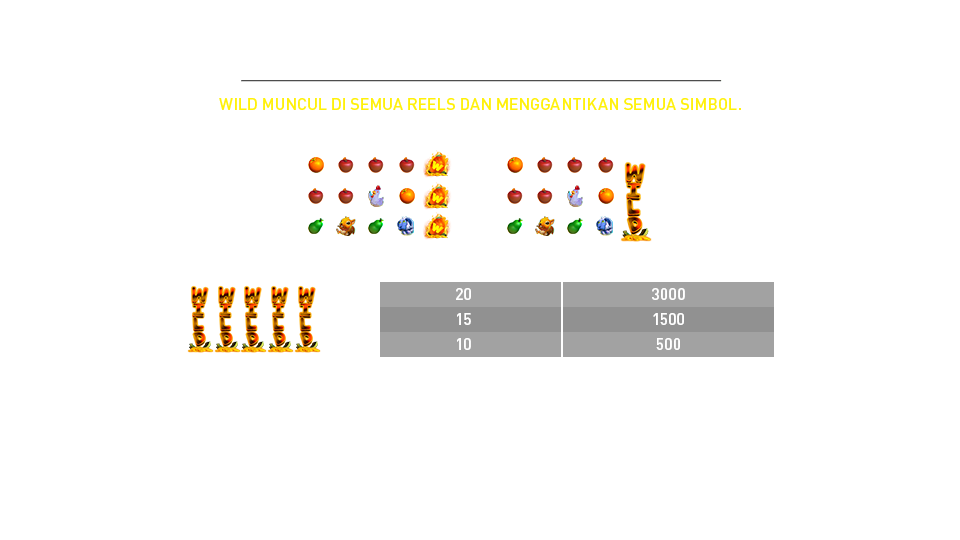 WILD MUNCUL DI SEMUA REELS DAN MENGGANTIKAN SEMUA SIMBOL.
WILD
WILD WILD WILD WILD WILD
20 3000
15 1500
10 500